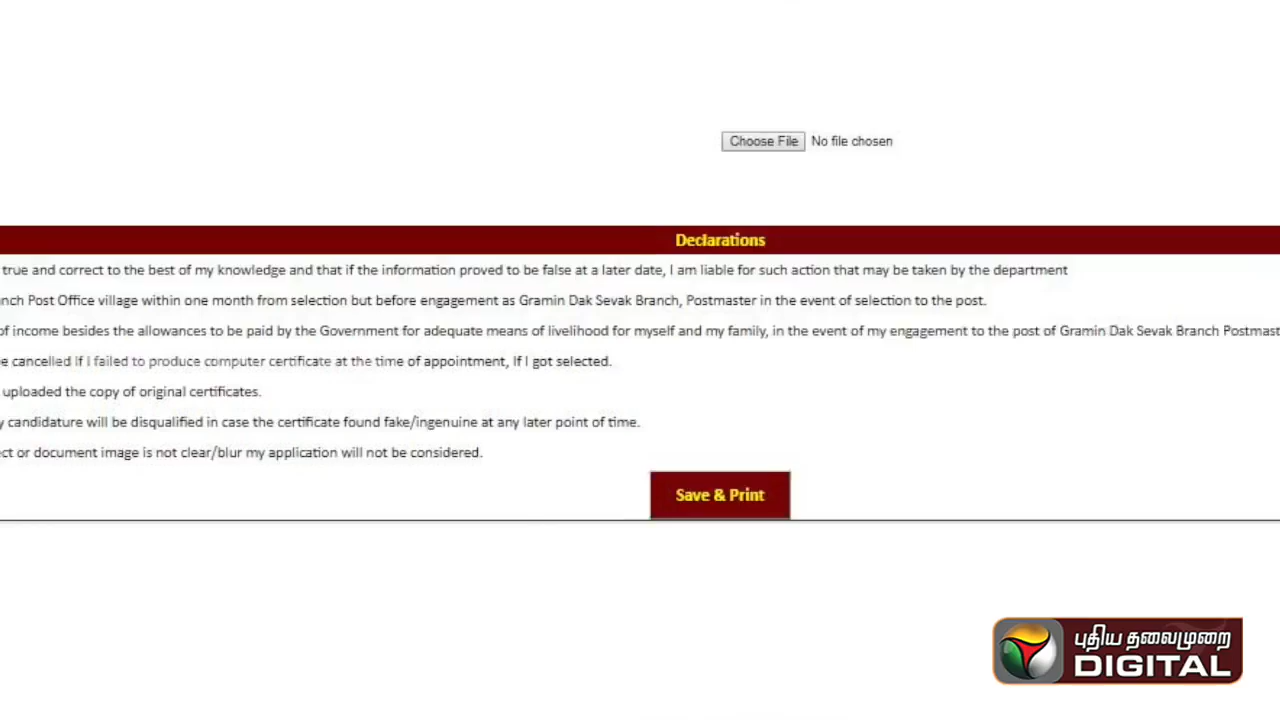 Choose File No file chosen
Declarations
true and correct to the best of my knowledge and that if the information proved to be false at a later date, I am liable for such action that may be taken by the department
Post Office village within one month from selection but before engagement as Gramin Dak Sevak Branch, Postmaster in the event of selection to the post.
of income besides the allowances to be paid by the Government for adequate means of livelihood for myself and my family, in the event of my engagement to the post of Gramin Dak Sevak Branch
cancelled If I failed to produce computer certificate at the time of appointment, If I got selected.
uploaded the copy of original certificates.
candidature will be disqualified in case the certificate found fake/ingenuine at any later point of time.
or document image is not clear/blur my application will not be considered.
Save & Print
புதிய தலைமுறை
DIGITAL